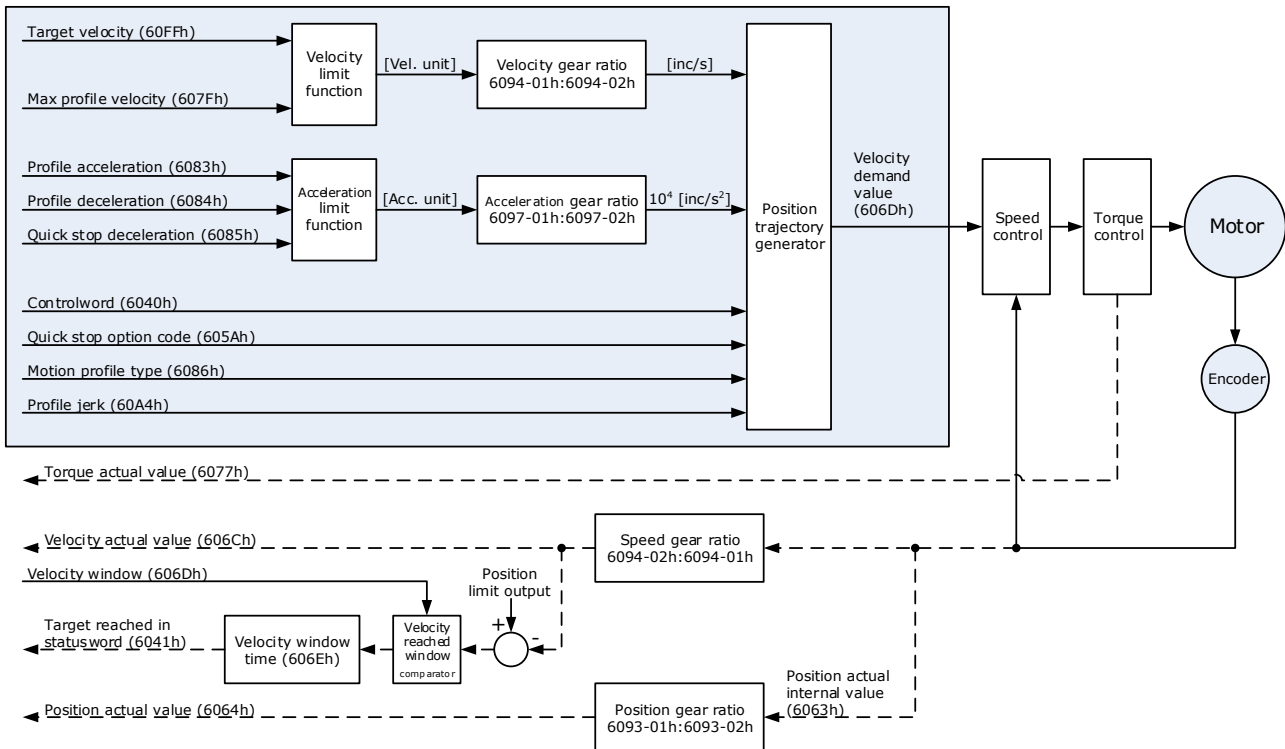 Target velocity (60FFh)
Max profile velocity (607Fh)
Velocity
limit
function
[Vel. unit]
Velocity gear ratio
6094-01h:6094-02h
[inc/s]
Profile acceleration (6083h)
Profile deceleration (6084h)
Quick stop deceleration (6085h)
Acceleration
limit
function
[Acc. unit]
Acceleration gear ratio
6097-01h:6097-02h
10⁴ [inc/s²]
Controlword (6040h)
Quick stop option code (605Ah)
Motion profile type (6086h)
Profile jerk (60A4h)
Position
trajectory
generator
Velocity
demand
value
(606Dh)
Speed
control
Torque
control
Motor
Encoder
Torque actual value (6077h)
Velocity actual value (606Ch)
Speed gear ratio
6094-02h:6094-01h
Velocity window (606Dh)
Position
limit output
+
-
Target reached in
statusword (6041h)
Velocity window
time (606Eh)
Velocity
reached
window
comparator
Position actual value (6064h)
Position gear ratio
6093-01h:6093-02h
Position actual
internal value
(6063h)